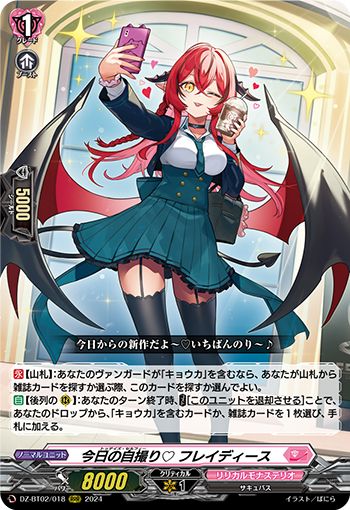 1
グレード
ブースト
5000
シールド
今日からの新作だよ～♡いちばんのり～♪
永【山札】:あなたのヴァンガードが「キョウカ」を含むなら、あなたが山札から
雑誌カードを探すか選ぶ際、このカードを探すか選んでよい。
自【後列のR】:あなたのターン終了時、[このユニットを退却させる]ことで、
あなたのドロップから、「キョウカ」を含むカードか、雑誌カードを1枚選び、手
札に加える。
ノーマルユニット
今日の自撮り♡ フレイディース
リリカルモナステリオ
パワー
8000
クリティカル
1
サキュバス
D DZ-BT02/018 RRR 2024
イラスト/ぱにら